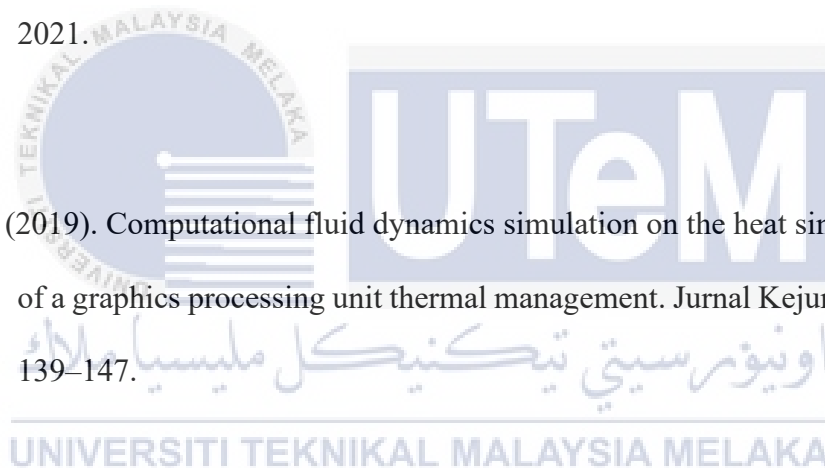 2021.
UNIVERSITI TEKNIKAL MALAYSIA MELAKA
UTeM
(2019). Computational fluid dynamics simulation on the heat sin
of a graphics processing unit thermal management. Jurnal Kejur
139–147.
اونيۏرسيتي تيكنيكل مليسيا ملاك
UNIVERSITI TEKNIKAL MALAYSIA MELAKA